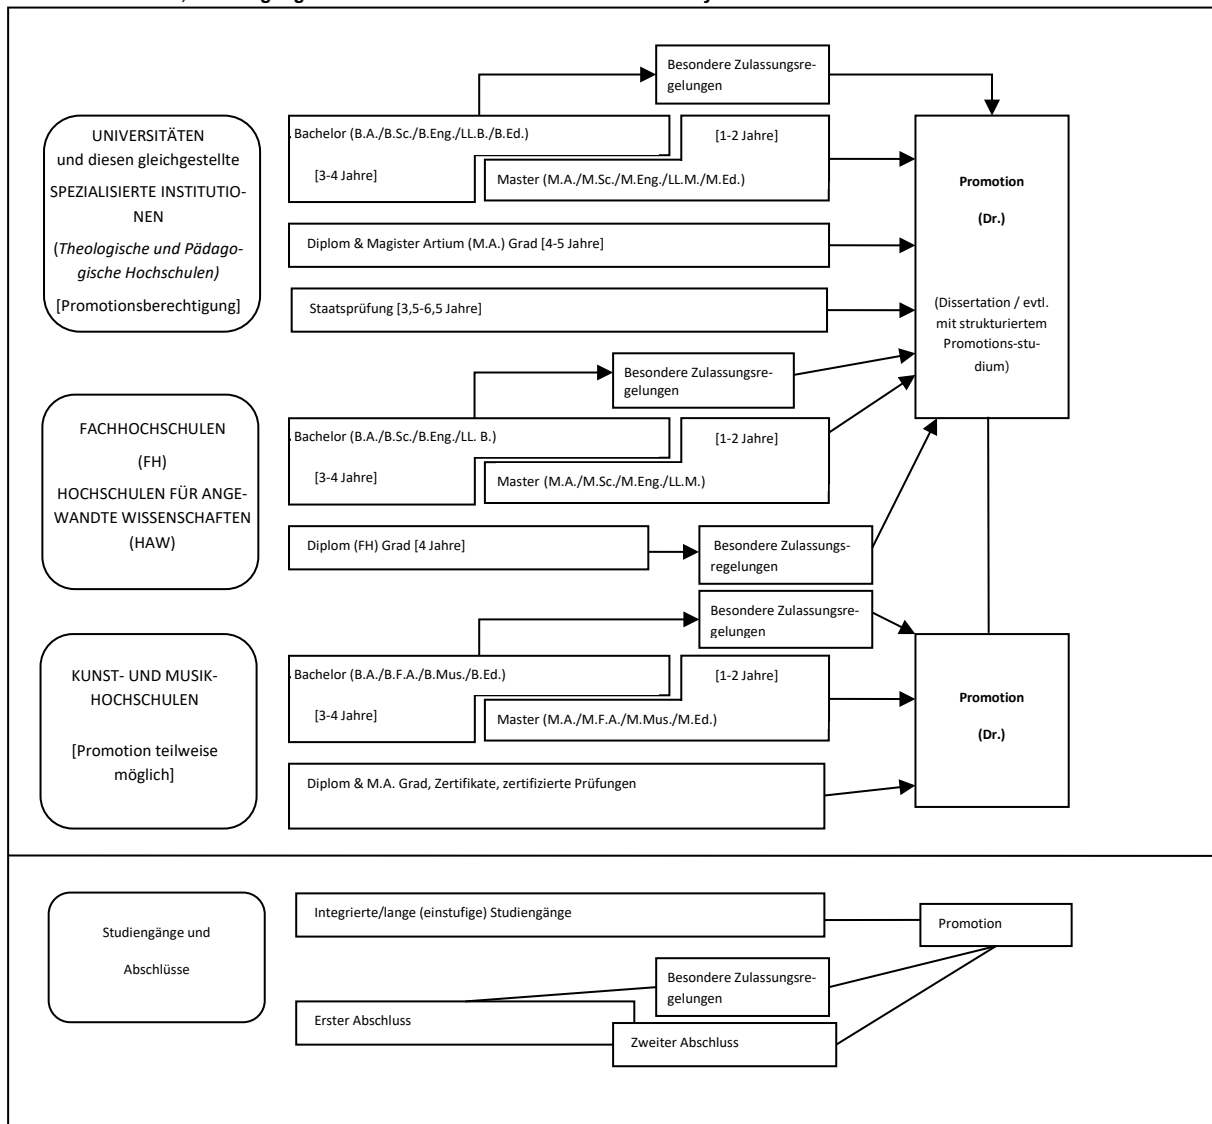 Besondere Zulassungsre-
gelungen
UNIVERSITÄTEN
und diesen gleichgestellte
SPEZIALISIERTE INSTITUTIO-
NEN
(Theologische und Pädago-
gische Hochschulen)
[Promotionsberechtigung]
Bachelor (B.A./B.Sc./B.Eng./LL.B./B.Ed.)
[3-4 Jahre]
[1-2 Jahre]
Master (M.A./M.Sc./M.Eng./LL.M./M.Ed.)
Diplom & Magister Artium (M.A.) Grad [4-5 Jahre]
Staatsprüfung [3,5-6,5 Jahre]
Promotion
(Dr.)
(Dissertation / evtl.
mit strukturiertem
Promotions-stu-
dium)
Besondere Zulassungsre-
gelungen
FACHHOCHSCHULEN
(FH)
HOCHSCHULEN FÜR ANGE-
WANDTE WISSENSCHAFTEN
(HAW)
Bachelor (B.A./B.Sc./B.Eng./LL. B.)
[3-4 Jahre]
[1-2 Jahre]
Master (M.A./M.Sc./M.Eng./LL.M.)
Diplom (FH) Grad [4 Jahre]
Besondere Zulassungs-
regelungen
Besondere Zulassungsre-
gelungen
KUNST- UND MUSIK-
HOCHSCHULEN
[Promotion teilweise
möglich]
Bachelor (B.A./B.F.A./B.Mus./B.Ed.)
[3-4 Jahre]
[1-2 Jahre]
Master (M.A./M.F.A./M.Mus./M.Ed.)
Diplom & M.A. Grad, Zertifikate, zertifizierte Prüfungen
Promotion
(Dr.)
Studiengänge und
Abschlüsse
Integrierte/lange (einstufige) Studiengänge
Promotion
Besondere Zulassungsre-
gelungen
Erster Abschluss
Zweiter Abschluss